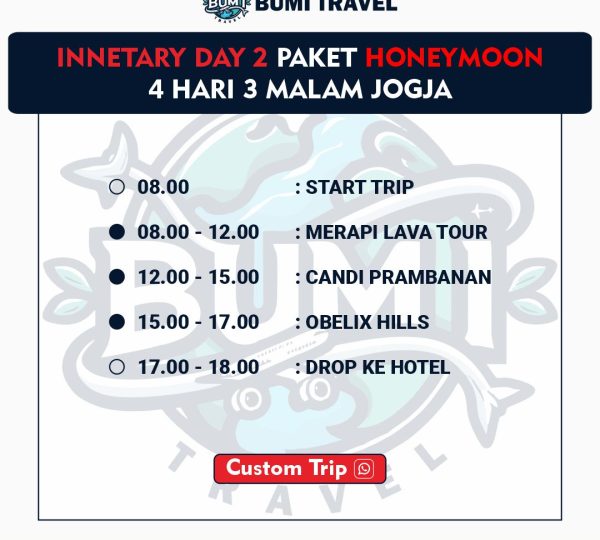 BUMI TRAVEL
INNETARY DAY 2 PAKET HONEYMOON
4 HARI 3 MALAM JOGJA
08.00 : START TRIP
08.00 - 12.00 : MERAPI LAVA TOUR
12.00 - 15.00 : CANDI PRAMBANAN
15.00 - 17.00 : OBELIX HILLS
17.00 - 18.00 : DROP KE HOTEL
BUMI
Custom Trip
TRAVEL